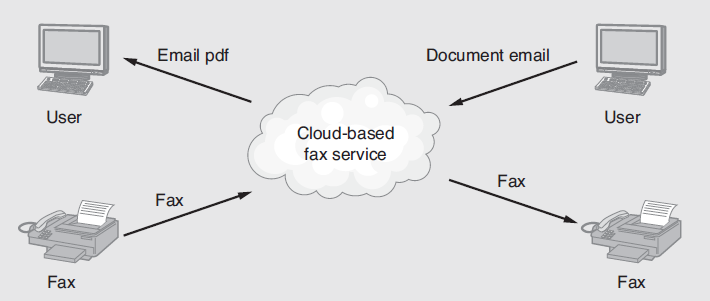 Email pdf
Document email
User
User
Cloud-based
fax service
Fax
Fax
Fax
Fax